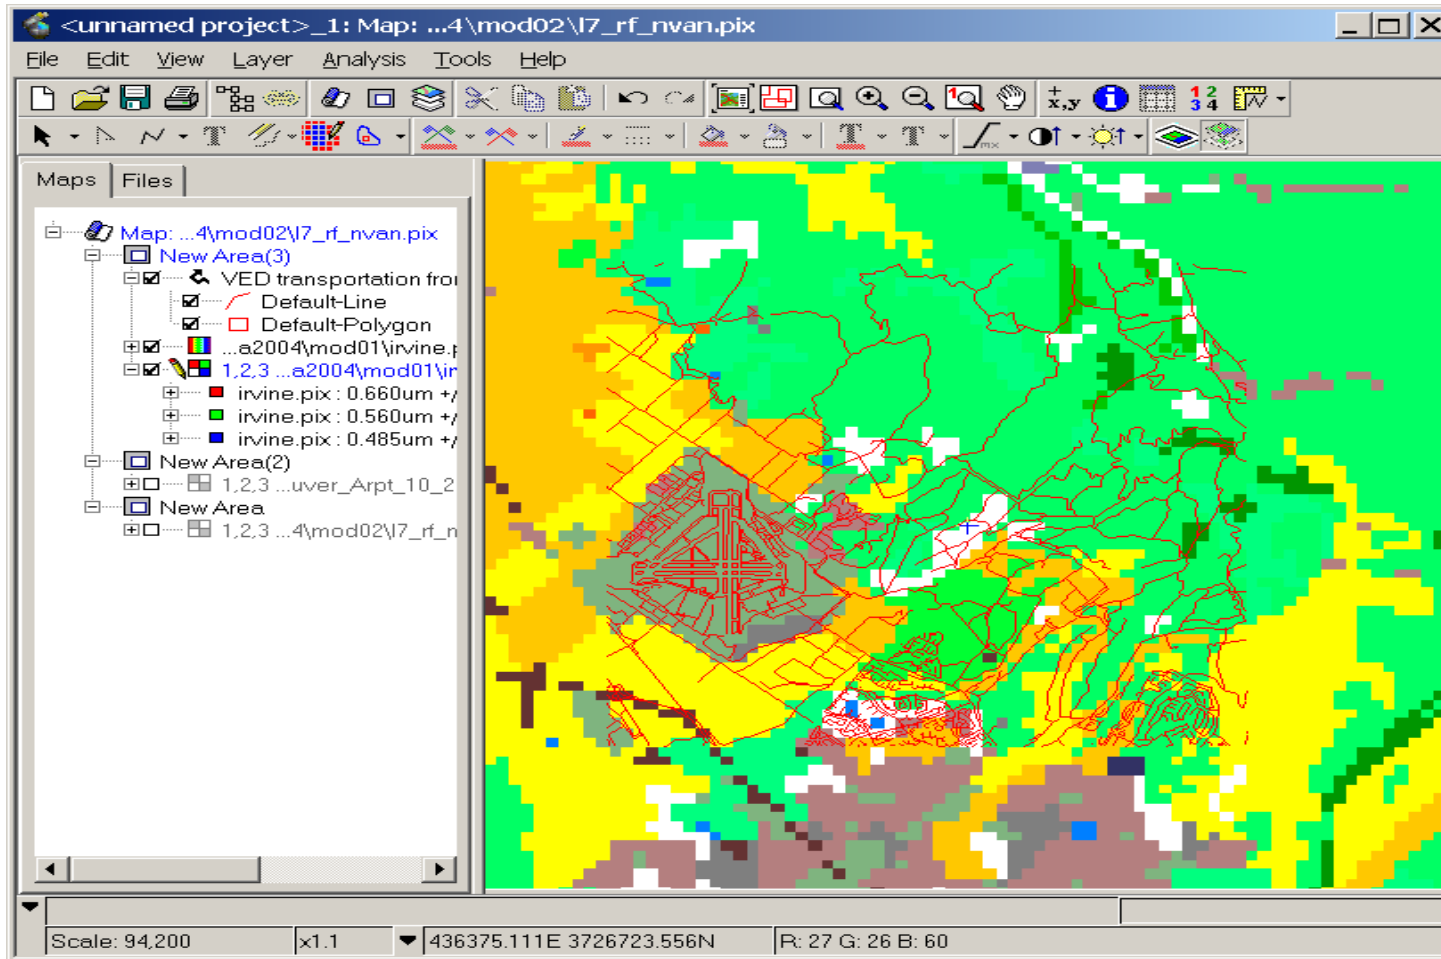 <unnamed project>_1: Map: ...4\mod02\l7_rf_nvan.pix
File Edit View Layer Analysis Tools Help
Maps Files
Map: ...4\mod02\l7_rf_nvan.pix
New Area(3)
VED transportation fro
Default-Line
Default-Polygon
...a2004\mod01\irvine.p
1,2,3 ...a2004\mod01\ir
irvine.pix : 0.660um +/
irvine.pix : 0.560um +/
irvine.pix : 0.485um +/
New Area(2)
1,2,3 ...uver_Arpt_10_2
New Area
1,2,3 ...4\mod02\l7_rf_n
Scale: 94,200 x1.1 436375.111E 3726723.556N R: 27 G: 26 B: 60